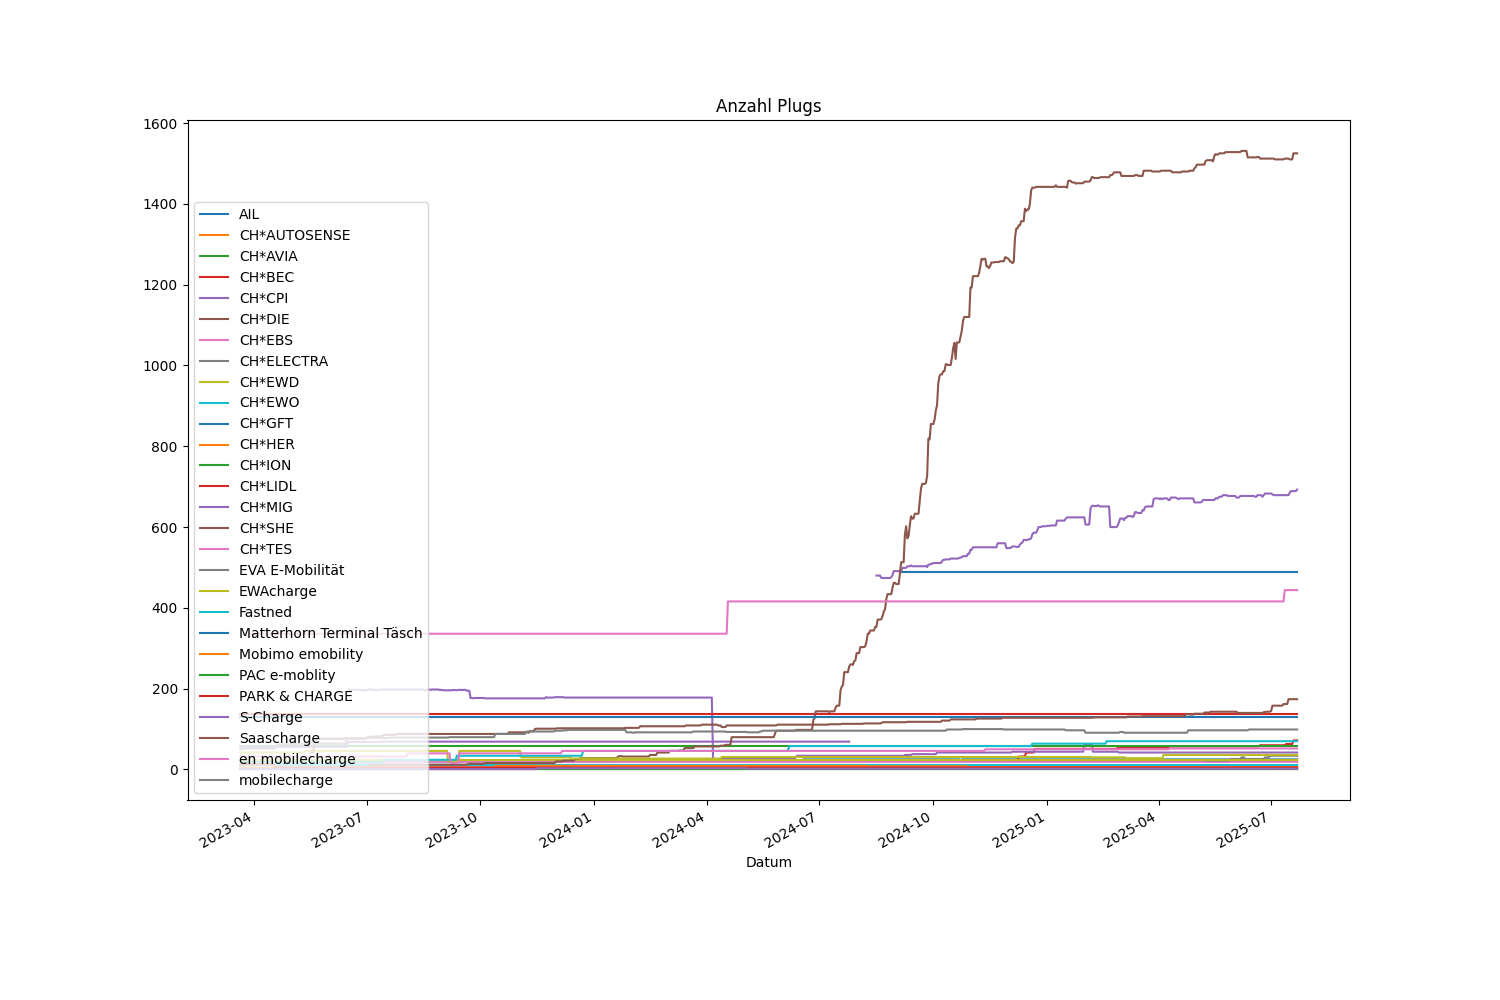 Anzahl Plugs
1600
1400
1200
1000
800
600
400
200
0
AIL
CH*AUTOSENSE
CH*AVIA
CH*BEC
CH*CPI
CH*DIE
CH*EBS
CH*ELECTRA
CH*EWD
CH*EWO
CH*GFT
CH*HER
CH*ION
CH*LIDL
CH*MIG
CH*SHE
CH*TES
EVA E-Mobilität
EWAcharge
Fastned
Matterhorn Terminal Täsch
Mobimo emobility
PAC e-moblity
PARK & CHARGE
S-Charge
Saascharge
en mobilecharge
mobilecharge
2023-04
2023-07
2023-10
2024-01
2024-04
2024-07
2024-10
2025-01
2025-04
2025-07
Datum